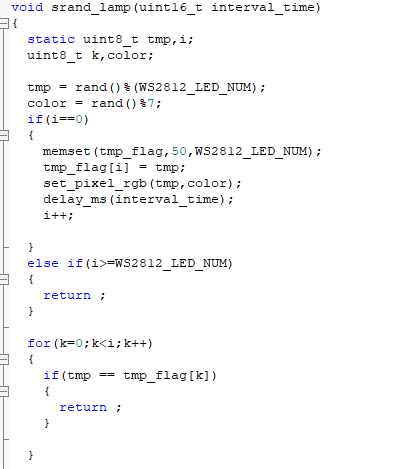 void srand_lamp(uint16_t interval_time)
{
static uint8_t tmp,i;
uint8_t k,color;
tmp = rand()%(WS2812_LED_NUM);
color = rand()%7;
if(i==0)
{
memset(tmp_flag,50,WS2812_LED_NUM);
tmp_flag[i] = tmp;
set_pixel_rgb(tmp,color);
delay_ms(interval_time);
i++;
}
else if(i>=WS2812_LED_NUM)
{
return ;
}
for(k=0;k<i;k++)
{
if(tmp == tmp_flag[k])
{
return ;
}
}